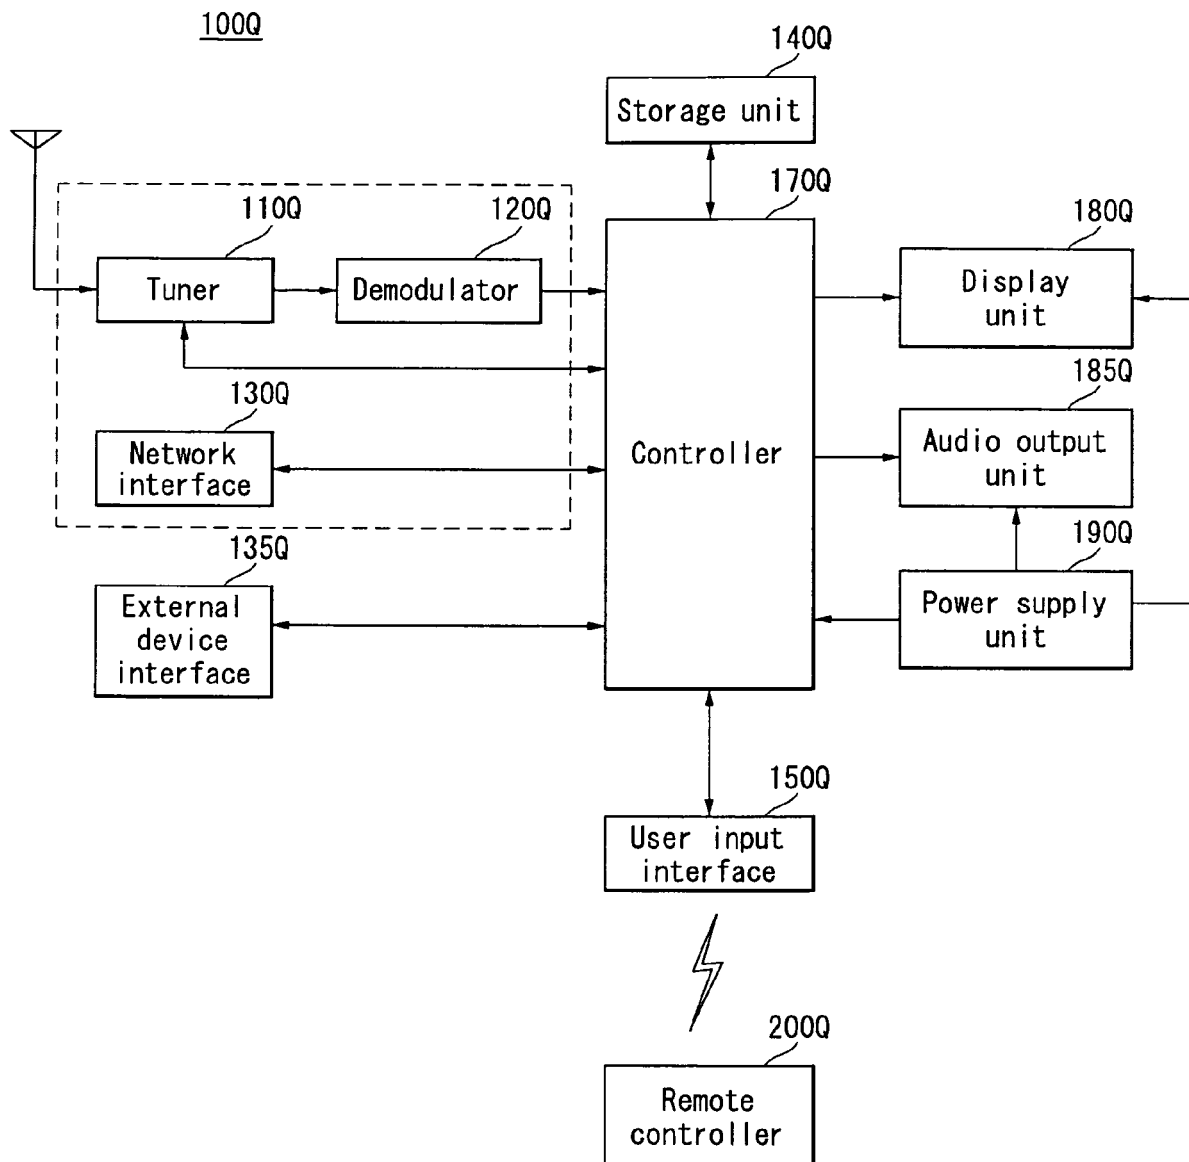 100Q
140Q
Storage unit
170Q
110Q
120Q
180Q
Tuner
Demodulator
Display
unit
185Q
130Q
Network
interface
Controller
Audio output
unit
135Q
190Q
External
device
interface
Power supply
unit
150Q
User input
interface
200Q
Remote
controller